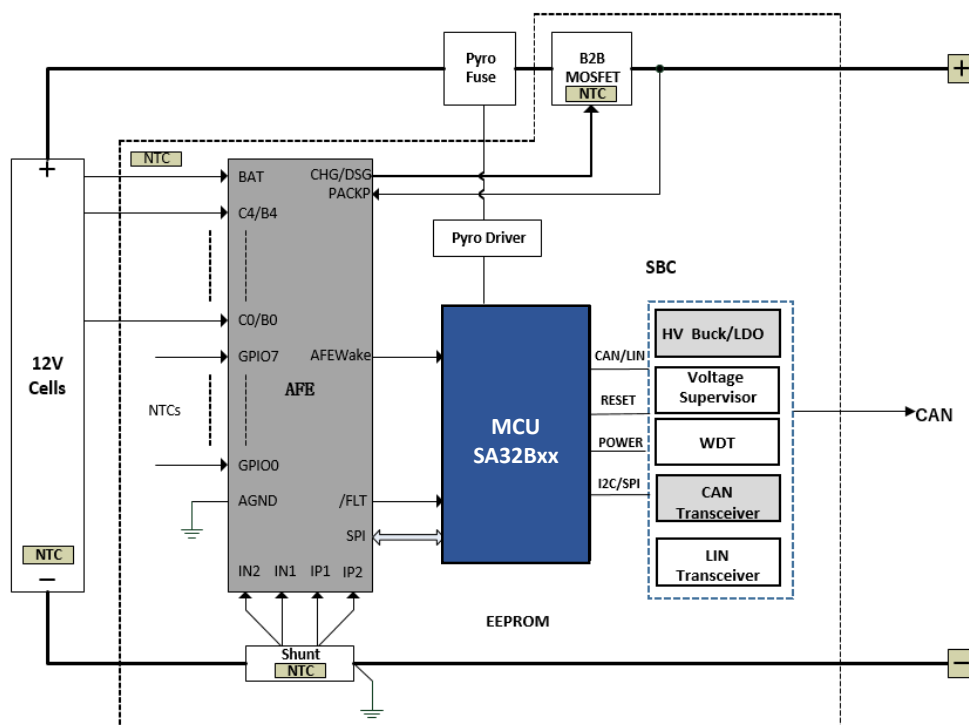 Pyro
Fuse
B2B
MOSFET
NTC
+
NTC
+
BAT
CHG/DSG
PACKP
C4/B4
Pyro Driver
SBC
C0/B0
HV Buck/LDO
12V
Cells
GPIO7
AFEWake
CAN/LIN
Voltage
Supervisor
AFE
NTCs
RESET
CAN
MCU
SA32Bxx
POWER
WDT
GPIO0
I2C/SPI
CAN
Transceiver
AGND
/FLT
SPI
NTC
LIN
Transceiver
−
IN2
IN1
IP1
IP2
EEPROM
Shunt
NTC
−